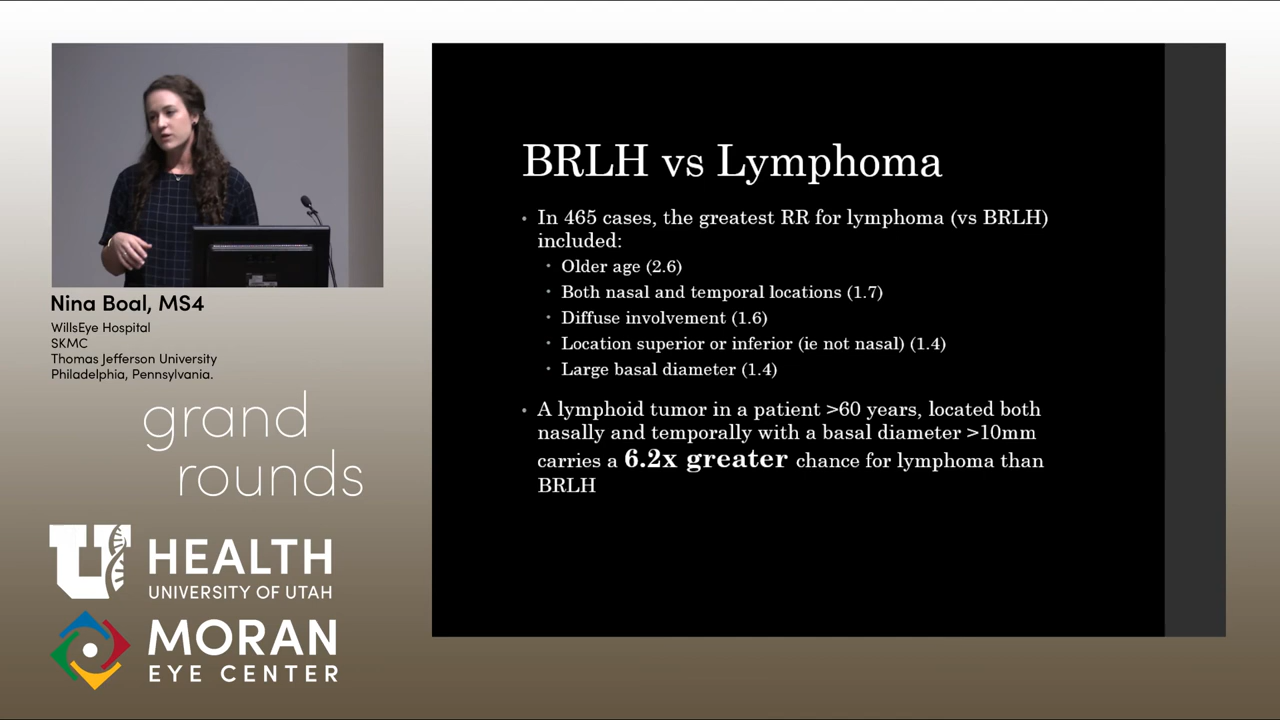 BRLH vs Lymphoma
• In 465 cases, the greatest RR for lymphoma (vs BRLH)
included:
• Older age (2.6)
• Both nasal and temporal locations (1.7)
• Diffuse involvement (1.6)
• Location superior or inferior (ie not nasal) (1.4)
• Large basal diameter (1.4)
• A lymphoid tumor in a patient >60 years, located both
nasally and temporally with a basal diameter >10mm
carries a 6.2x greater chance for lymphoma than
BRLH
Nina Boal, MS4
WillsEye Hospital
SKMC
Thomas Jefferson University
Philadelphia, Pennsylvania.
grand
rounds
U HEALTH
UNIVERSITY OF UTAH
MORAN
EYE CENTER